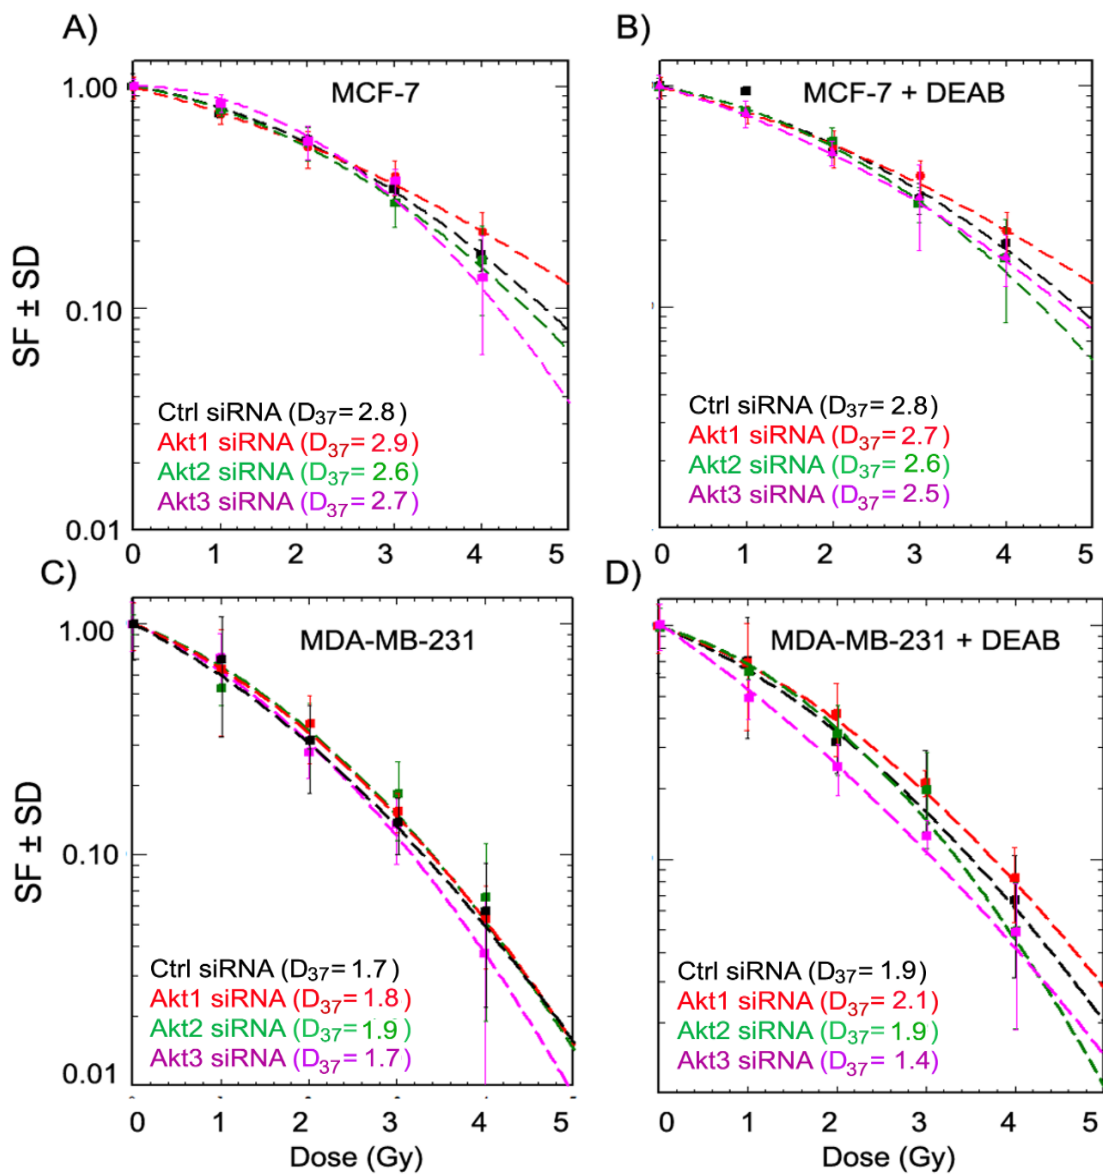 A)
MCF-7
SF ± SD
1.00
0.10
0.01
Ctrl siRNA (D37= 2.8)
Akt1 siRNA (D37= 2.9)
Akt2 siRNA (D37= 2.6)
Akt3 siRNA (D37= 2.7)
0 1 2 3 4 5
B)
MCF-7 + DEAB
Ctrl siRNA (D37= 2.8)
Akt1 siRNA (D37= 2.7)
Akt2 siRNA (D37= 2.6)
Akt3 siRNA (D37= 2.5)
0 1 2 3 4 5
C)
MDA-MB-231
SF ± SD
1.00
0.10
0.01
Ctrl siRNA (D37= 1.7)
Akt1 siRNA (D37= 1.8)
Akt2 siRNA (D37= 1.9)
Akt3 siRNA (D37= 1.7)
0 1 2 3 4 5
Dose (Gy)
D)
MDA-MB-231 + DEAB
Ctrl siRNA (D37= 1.9)
Akt1 siRNA (D37= 2.1)
Akt2 siRNA (D37= 1.9)
Akt3 siRNA (D37= 1.4)
0 1 2 3 4 5
Dose (Gy)